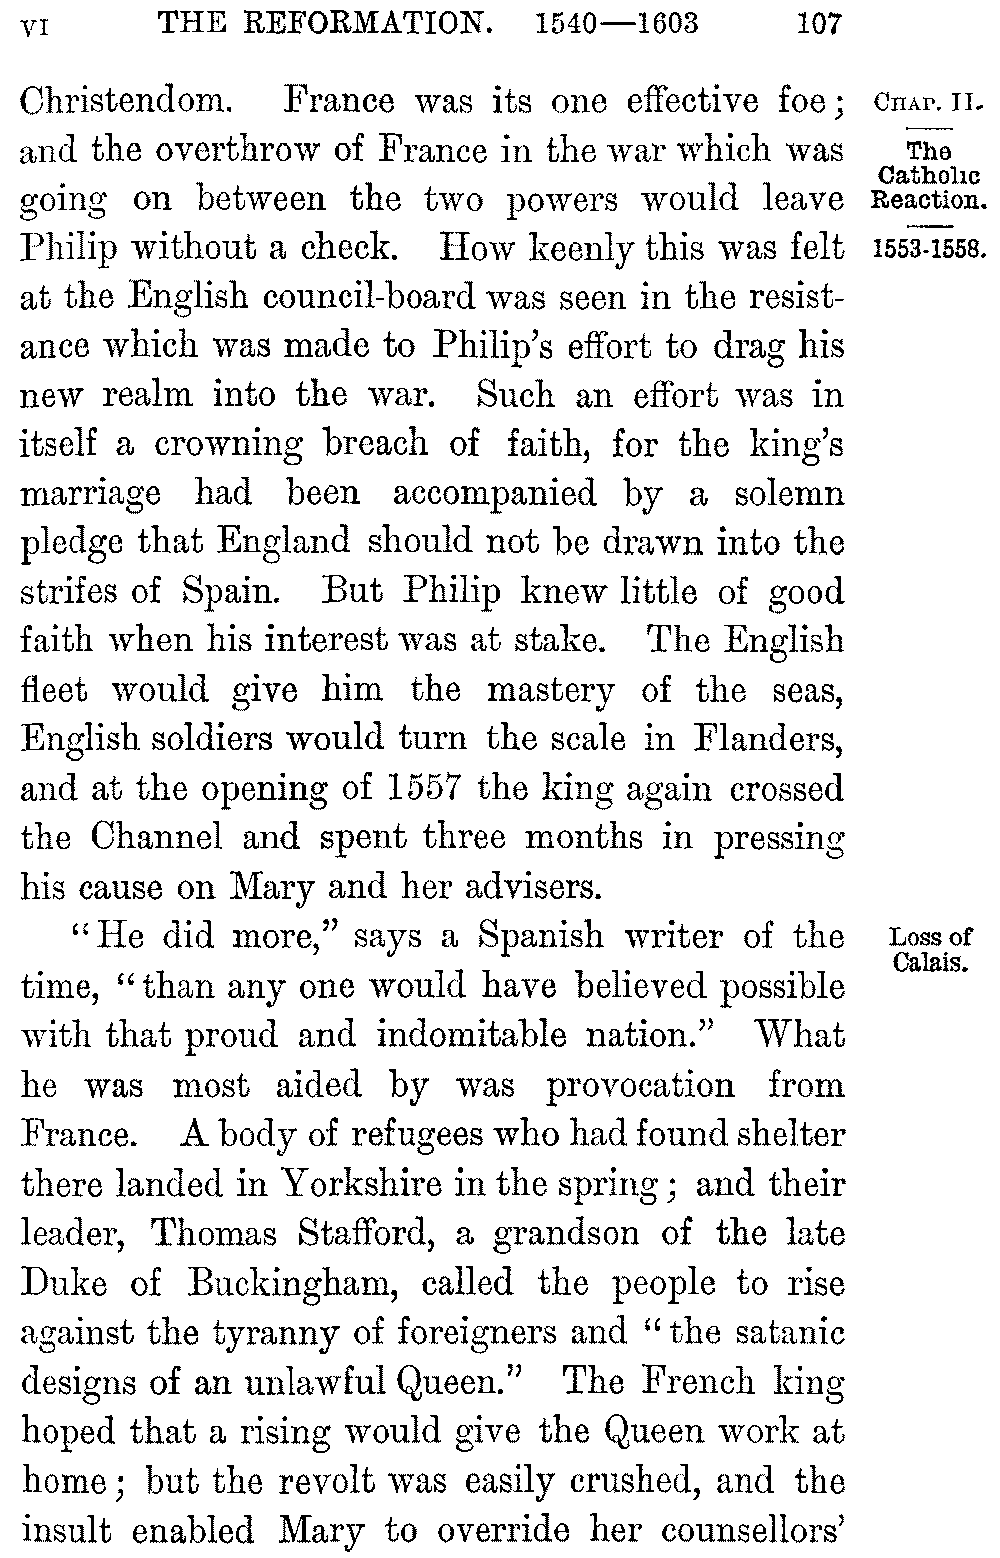 VI THE REFORMATION. 1540—1603 107
Christendom. France was its one effective foe;
and the overthrow of France in the war which was
going on between the two powers would leave
Philip without a check. How keenly this was felt
at the English council-board was seen in the resist-
ance which was made to Philip's effort to drag his
new realm into the war. Such an effort was in
itself a crowning breach of faith, for the king's
marriage had been accompanied by a solemn
pledge that England should not be drawn into the
strifes of Spain. But Philip knew little of good
faith when his interest was at stake. The English
fleet would give him the mastery of the seas,
English soldiers would turn the scale in Flanders,
and at the opening of 1557 the king again crossed
the Channel and spent three months in pressing
his cause on Mary and her advisers.
"He did more," says a Spanish writer of the
time, "than any one would have believed possible
with that proud and indomitable nation." What
he was most aided by was provocation from
France. A body of refugees who had found shelter
there landed in Yorkshire in the spring; and their
leader, Thomas Stafford, a grandson of the late
Duke of Buckingham, called the people to rise
against the tyranny of foreigners and "the satanic
designs of an unlawful Queen." The French king
hoped that a rising would give the Queen work at
home; but the revolt was easily crushed, and the
insult enabled Mary to override her counsellors'
CHAP. II.
The
Catholic
Reaction.
1553-1558.
Loss of
Calais.